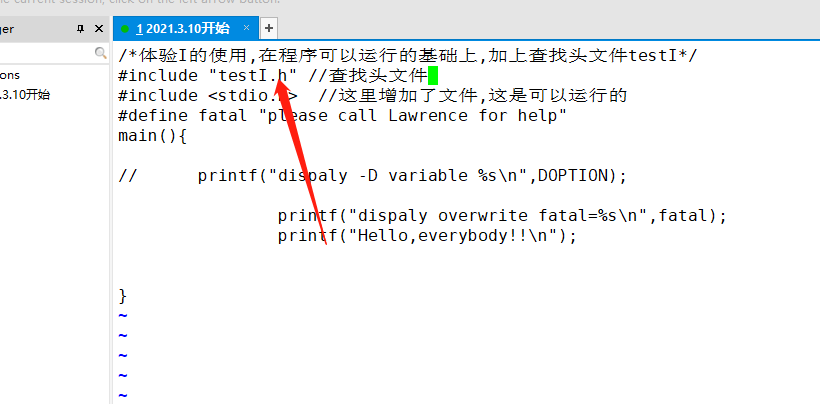 the current session, click on the left arrow button.
1 2021.3.10开始
ger
ons
.3.10开始
/*体验I的使用,在程序可以运行的基础上,加上查找头文件testI*/
#include "testI.h" //查找头文件
#include <stdio. > //这里增加了文件,这是可以运行的
#define fatal "please call Lawrence for help"
main(){
// printf("dispaly -D variable %s\n",DOPTION);
printf("dispaly overwrite fatal=%s\n",fatal);
printf("Hello,everybody!!\n");
}
~
~
~
~
~